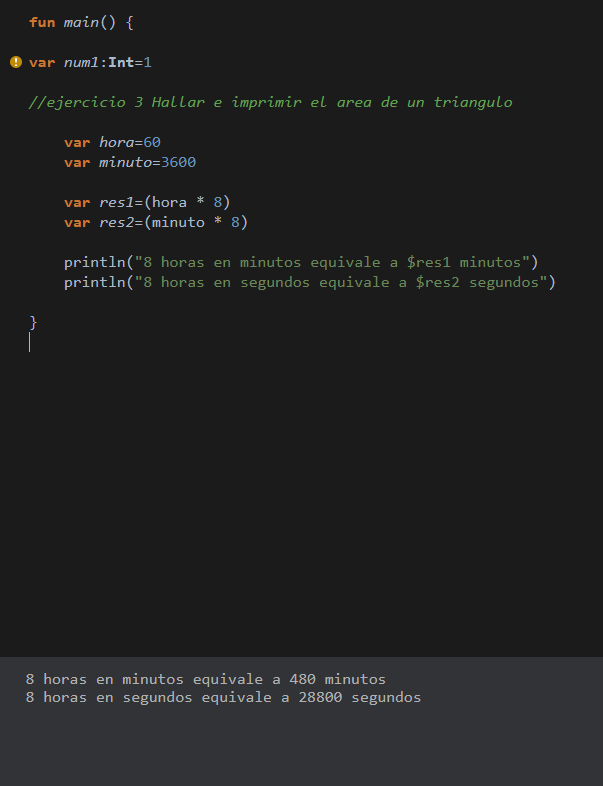 fun main() {
var num1:Int=1
//ejercicio 3 Hallar e imprimir el area de un triangulo
var hora=60
var minuto=3600
var res1=(hora * 8)
var res2=(minuto * 8)
println("8 horas en minutos equivale a $res1 minutos")
println("8 horas en segundos equivale a $res2 segundos")
}
8 horas en minutos equivale a 480 minutos
8 horas en segundos equivale a 28800 segundos